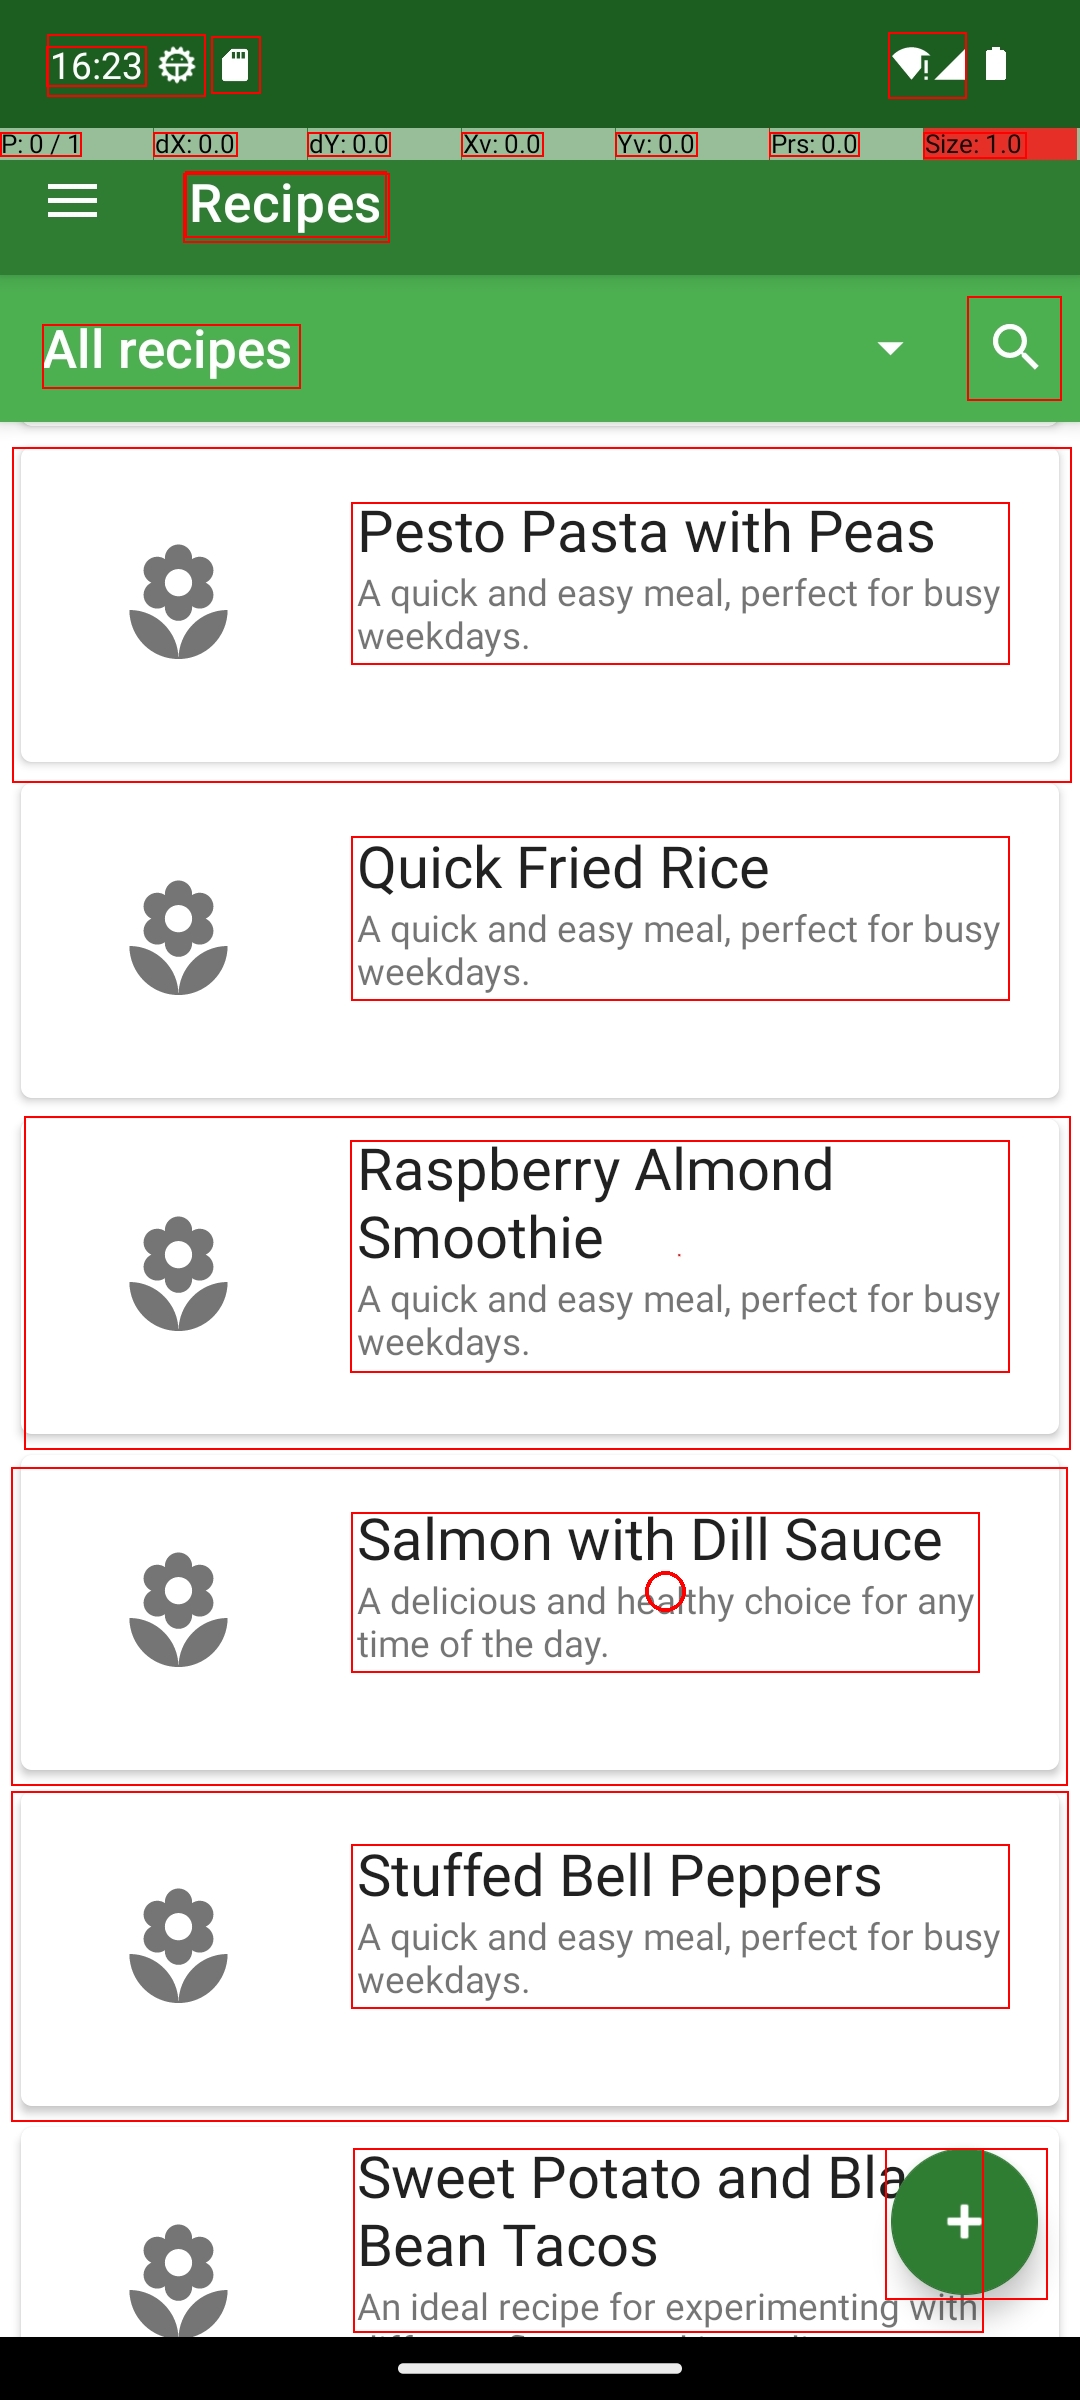 16:23
P: 0 / 1 dX: 0.0 dY: 0.0 Xv: 0.0 Yv: 0.0 Prs: 0.0 Size: 1.0
Recipes
All recipes
Pesto Pasta with Peas
A quick and easy meal, perfect for busy
weekdays.
Quick Fried Rice
A quick and easy meal, perfect for busy
weekdays.
Raspberry Almond
Smoothie
A quick and easy meal, perfect for busy
weekdays.
Salmon with Dill Sauce
A delicious and healthy choice for any
time of the day.
Stuffed Bell Peppers
A quick and easy meal, perfect for busy
weekdays.
Sweet Potato and Bla
Bean Tacos
An ideal recipe for experimenting with